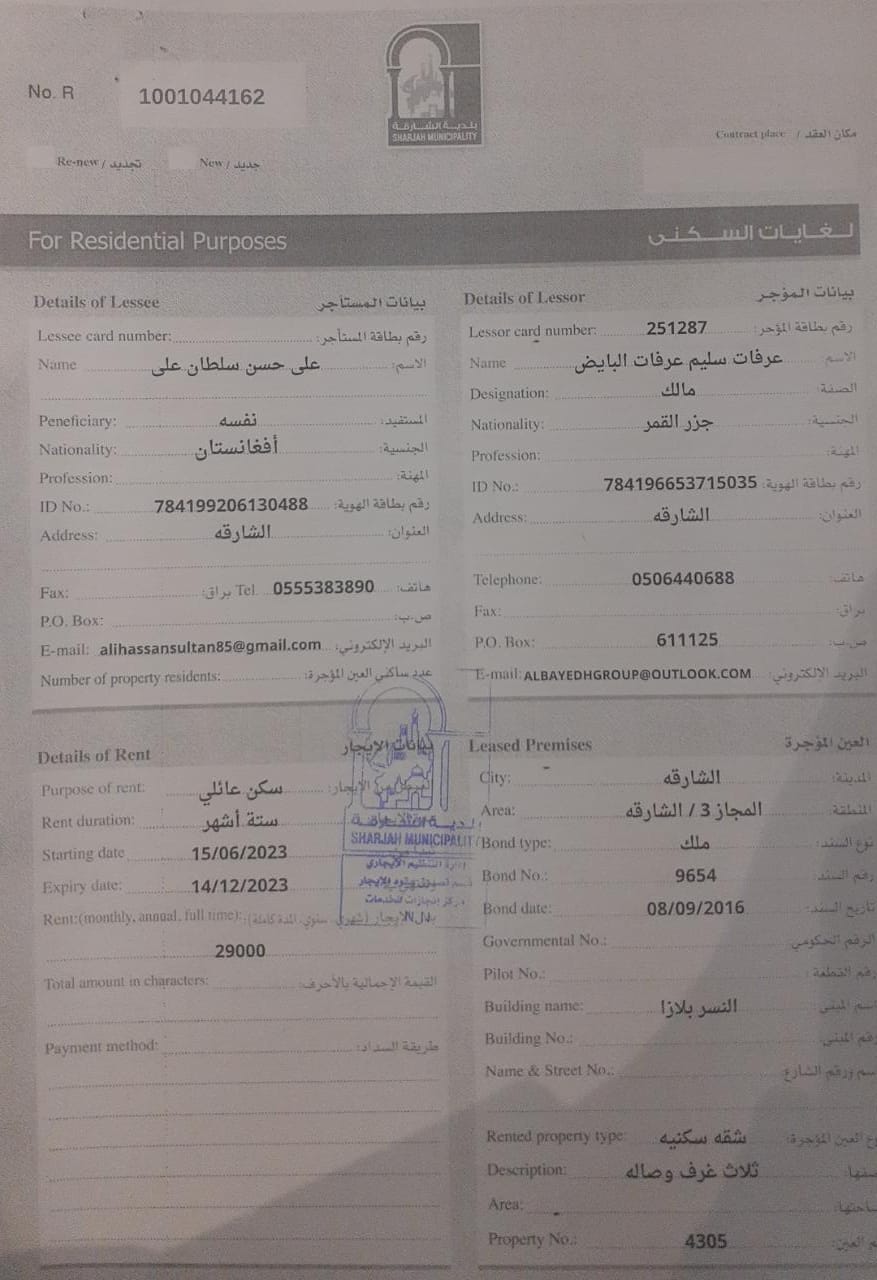 No. R 1001044162
بلدية الشارقة
SHARJAH MUNICIPALITY
Contract place / مكان العقد
Re-new / تجديد New / جديد
For Residential Purposes لغايات السكنى
Details of Lessee بيانات المستأجر
Lessee card number: رقم بطاقة المستأجر:
Name على حسن سلطان على الاسم:
Peneficiary: نفسه المستفيد:
Nationality: أفغانستان الجنسية:
Profession: المهنة:
ID No.: 784199206130488 رقم بطاقة الهوية:
Address: الشارقه العنوان:
Fax: براق: Tel 0555383890 هاتف:
P.O. Box: ص.ب:
E-mail: alihassansultan85@gmail.com البريد الإلكتروني:
Number of property residents: عدد ساكني العين المؤجرة:
Details of Lessor بيانات المؤجر
Lessor card number: 251287 رقم بطاقة المؤجر:
Name عرفات سليم عرفات البايض الاسم
Designation: مالك الصفة:
Nationality: جزر القمر الجنسية:
Profession: المهنة:
ID No.: 784196653715035 رقم بطاقة الهوية:
Address: الشارقه العنوان:
Telephone: 0506440688 هاتف:
Fax: براق:
P.O. Box: 611125 ص.ب:
E-mail: ALBAYEDHGROUP@OUTLOOK.COM البريد الإلكتروني:
Details of Rent بيانات الإيجار
Purpose of rent: سكن عائلي الإيجار:
Rent duration: ستة أشهر
Starting date 15/06/2023
Expiry date: 14/12/2023
Rent:(monthly, annual, full time): الإيجار (شهري، سنوي، المدة كاملة):
29000
Total amount in characters: القيمة الإجمالية بالأحرف:
Payment method: طريقة السداد:
SHARJAH MUNICIPALIT
Leased Premises العين المؤجرة
City: الشارقه المدينة:
Area: المجاز 3 / الشارقه المنطقة:
Bond type: ملك نوع السند:
Bond No.: 9654 رقم السند:
Bond date: 08/09/2016 تاريخ السند:
Governmental No.: الرقم الحكومي
Pilot No.: رقم القطعة:
Building name: النسر بلازا اسم المبنى:
Building No.: رقم المبنى:
Name & Street No.: سم ورقم الشارع
Rented property type: شقه سكنيه وع العين المؤجرة:
Description: ثلاث غرف وصاله
Area:
Property No.: 4305 م العين: